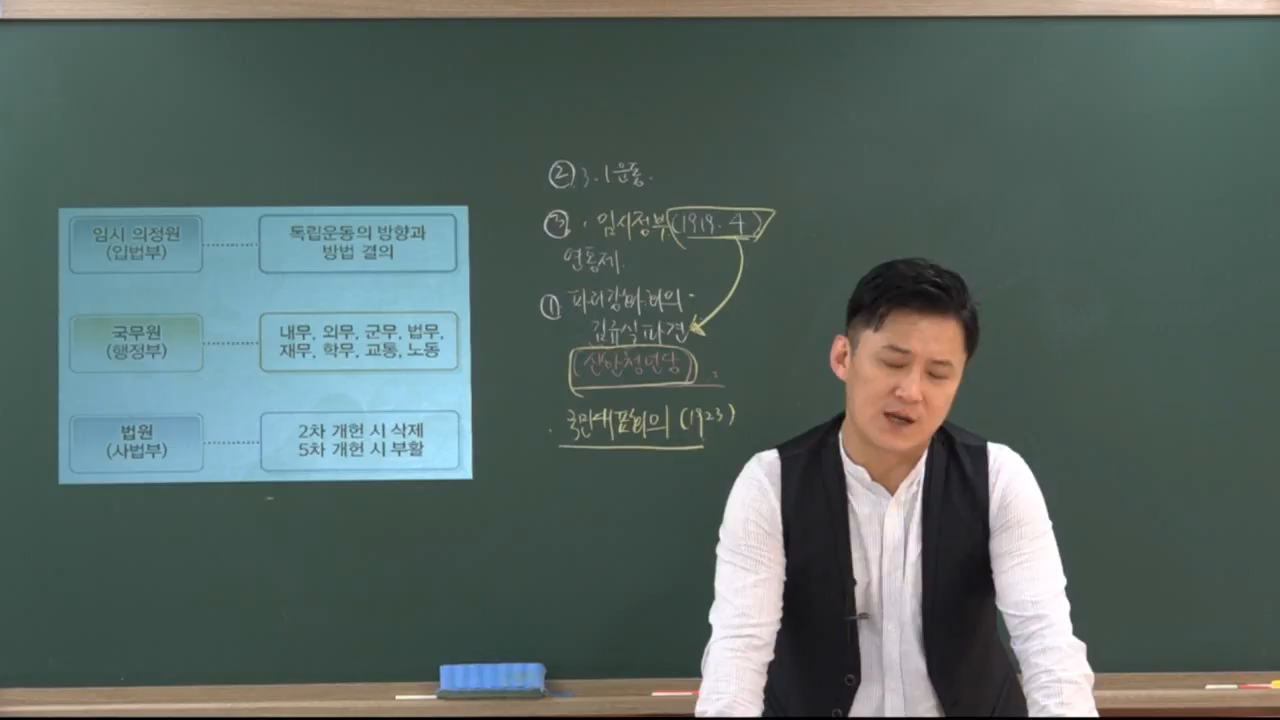 임시 의정원
(입법부)
독립운동의 방향과
방법 결의
국무원
(행정부)
내무, 외무, 군무, 법무,
재무, 학무, 교통, 노동
법원
(사법부)
2차 개헌 시 삭제
5차 개헌 시 부활
② 3.1운동.
③ · 임시정부 (1919. 4)
연통제.
① 파리강화회의
김규식 파견
(신한청년당)
· 국민대표회의 (1923)